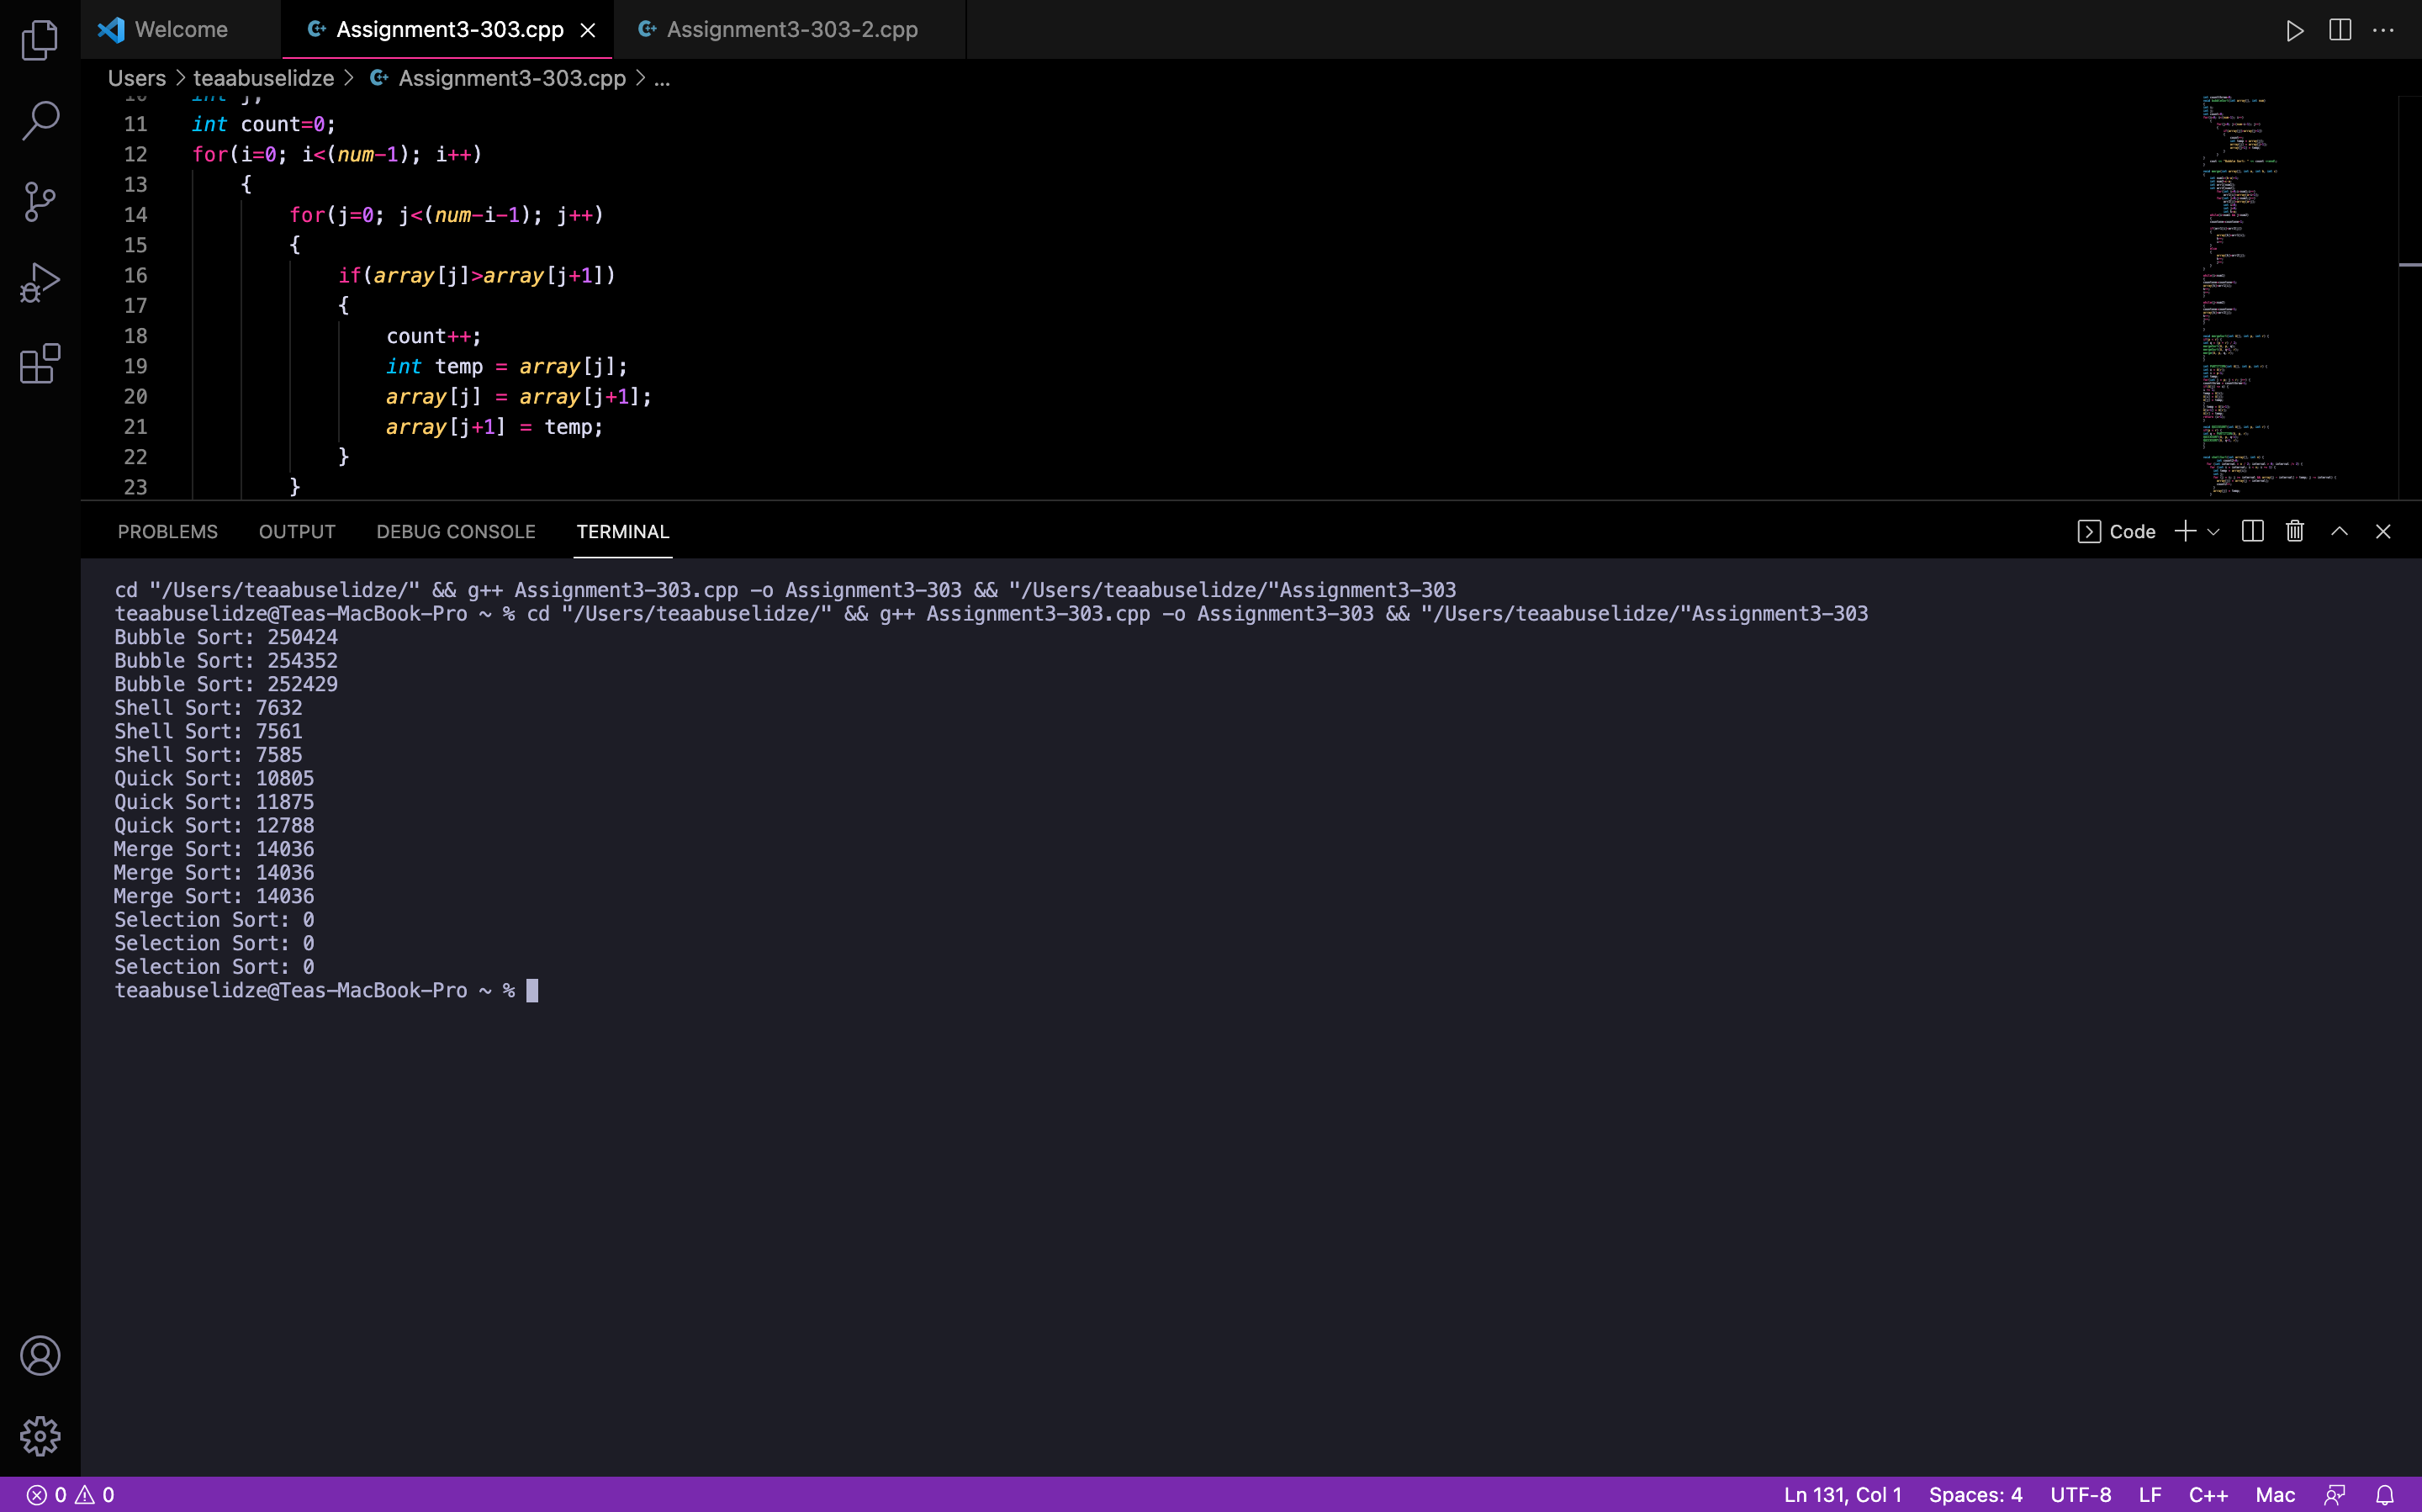 Welcome
Assignment3-303.cpp
Assignment3-303-2.cpp
Users > teaabuselidze > Assignment3-303.cpp > ...
11 int count=0;
12 for(i=0; i<(num-1); i++)
13 {
14 for(j=0; j<(num-i-1); j++)
15 {
16 if(array[j]>array[j+1])
17 {
18 count++;
19 int temp = array[j];
20 array[j] = array[j+1];
21 array[j+1] = temp;
22 }
23 }
PROBLEMS OUTPUT DEBUG CONSOLE TERMINAL
Code
cd "/Users/teaabuselidze/" && g++ Assignment3-303.cpp -o Assignment3-303 && "/Users/teaabuselidze/"Assignment3-303
teaabuselidze@Teas-MacBook-Pro ~ % cd "/Users/teaabuselidze/" && g++ Assignment3-303.cpp -o Assignment3-303 && "/Users/teaabuselidze/"Assignment3-303
Bubble Sort: 250424
Bubble Sort: 254352
Bubble Sort: 252429
Shell Sort: 7632
Shell Sort: 7561
Shell Sort: 7585
Quick Sort: 10805
Quick Sort: 11875
Quick Sort: 12788
Merge Sort: 14036
Merge Sort: 14036
Merge Sort: 14036
Selection Sort: 0
Selection Sort: 0
Selection Sort: 0
teaabuselidze@Teas-MacBook-Pro ~ %
0 0
Ln 131, Col 1 Spaces: 4 UTF-8 LF C++ Mac